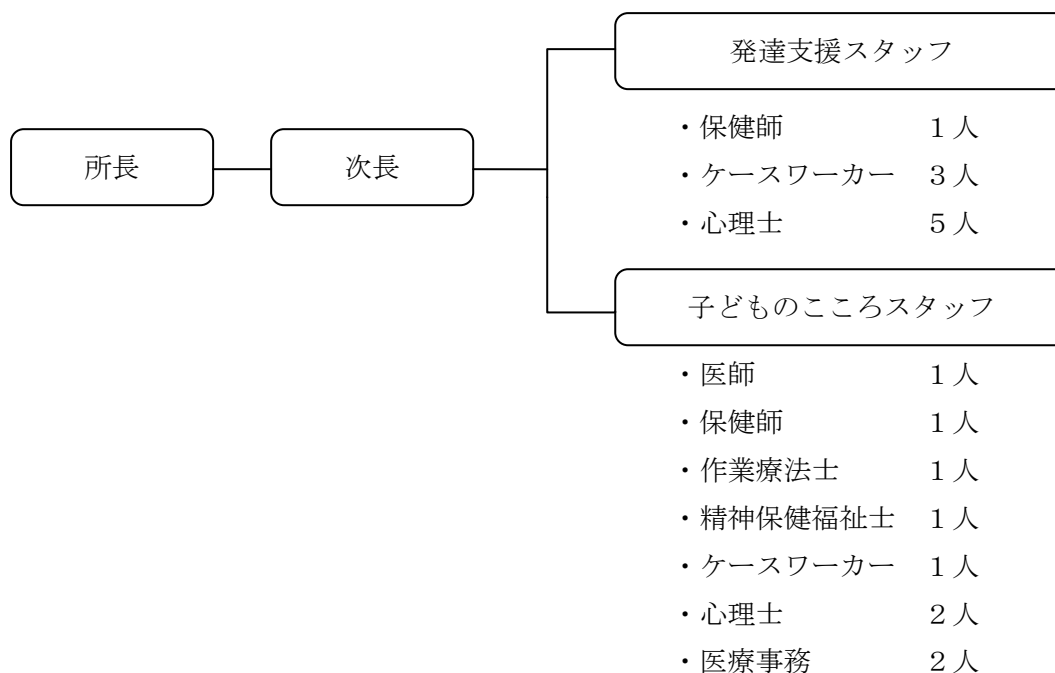 所長
次長
発達支援スタッフ
・保健師 1人
・ケースワーカー 3人
・心理士 5人
子どものこころスタッフ
・医師 1人
・保健師 1人
・作業療法士 1人
・精神保健福祉士 1人
・ケースワーカー 1人
・心理士 2人
・医療事務 2人